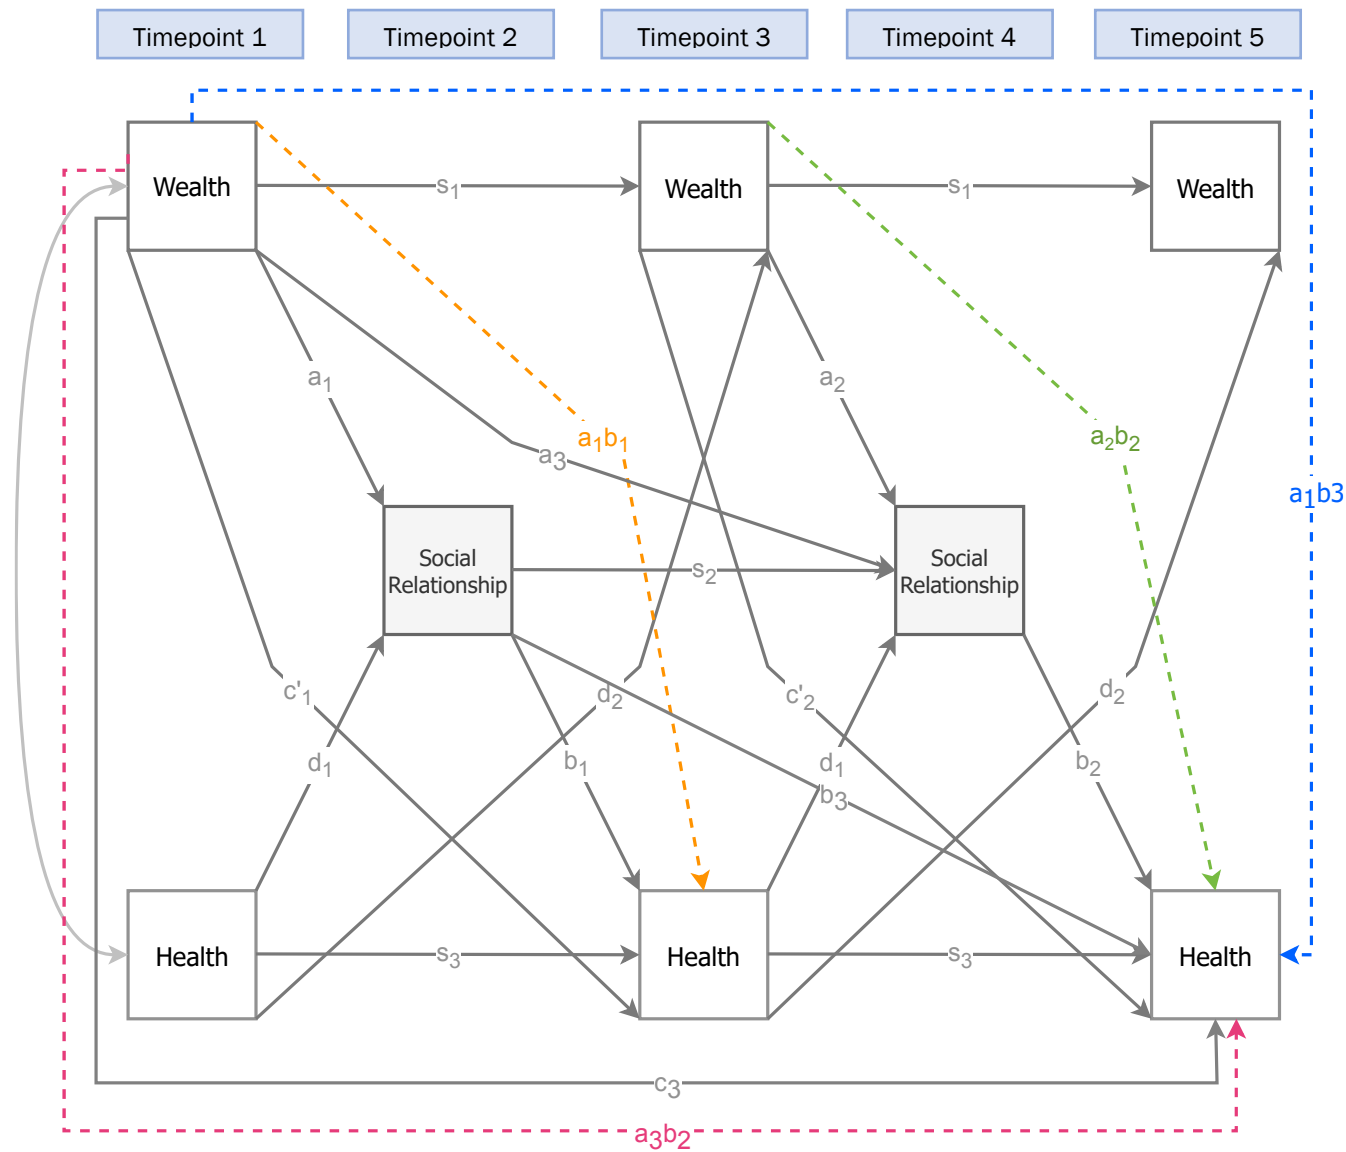 Timepoint 1
Timepoint 2
Timepoint 3
Timepoint 4
Timepoint 5
Wealth
s₁
Wealth
s₁
Wealth
a₁
a₂
a₁b₁
a₂b₂
a₃
a₁b3
Social
Relationship
s₂
Social
Relationship
c'₁
d₂
c'₂
d₂
d₁
b₁
d₁
b₂
b₃
Health
s₃
Health
s₃
Health
c₃
a₃b₂